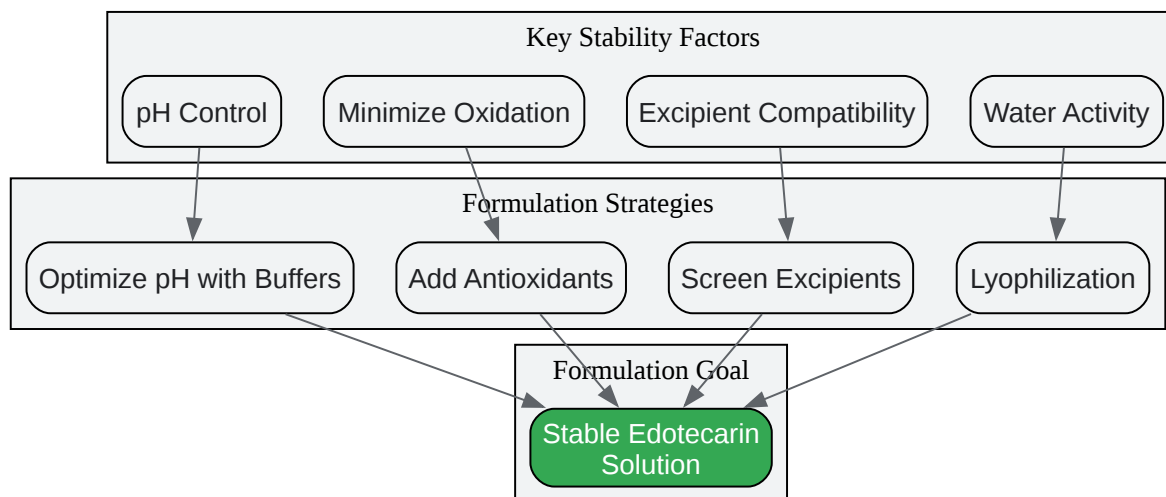 Key Stability Factors
pH Control
Minimize Oxidation
Excipient Compatibility
Water Activity
Formulation Strategies
Optimize pH with Buffers
Add Antioxidants
Screen Excipients
Lyophilization
Formulation Goal
Stable Edotecarin
Solution